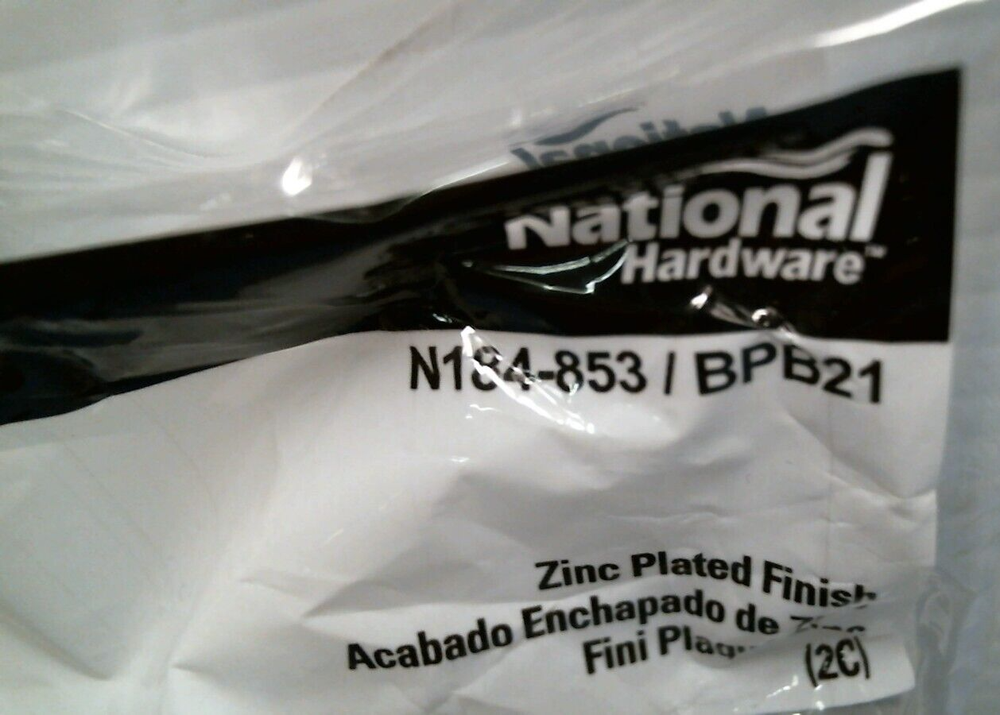 National
Hardware™
N184-853 / BPB21
Zinc Plated Finish
Acabado Enchapado de
Fini
(2C)